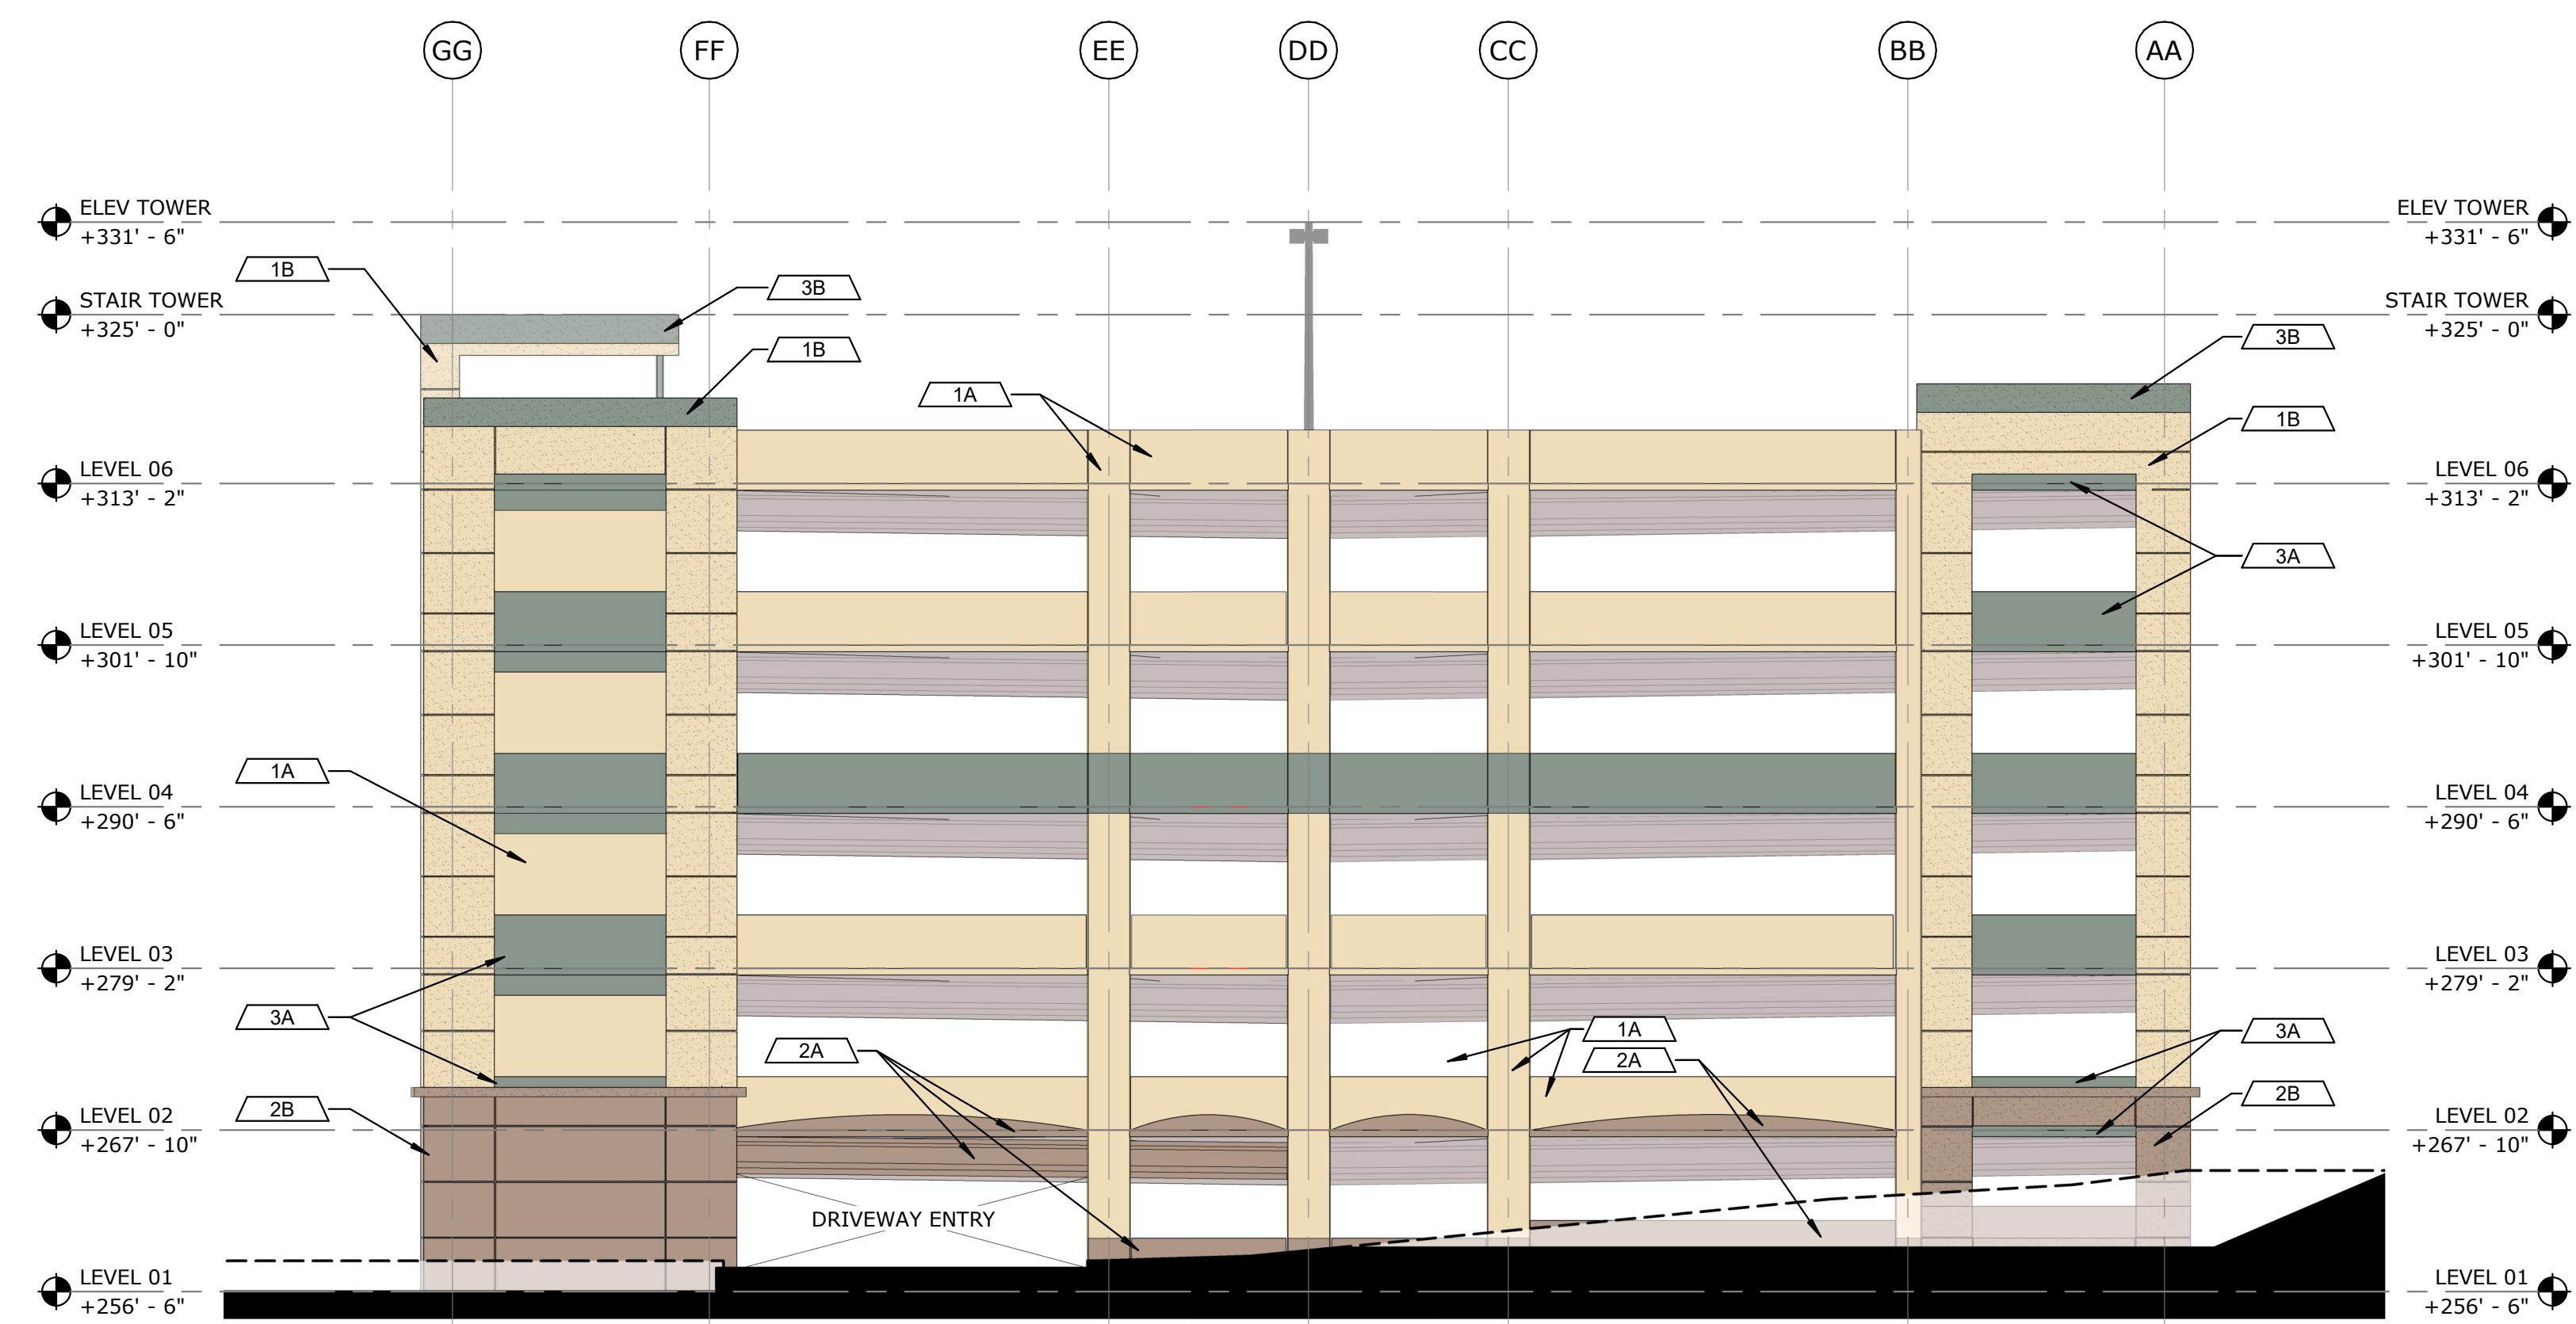 GG FF EE DD CC BB AA
ELEV TOWER ELEV TOWER
+331' - 6" +331' - 6"
1B
3B
STAIR TOWER STAIR TOWER
+325' - 0" +325' - 0"
3B
1B
1A
1B
LEVEL 06 LEVEL 06
+313' - 2" +313' - 2"
3A
LEVEL 05 LEVEL 05
+301' - 10" +301' - 10"
1A
LEVEL 04 LEVEL 04
+290' - 6" +290' - 6"
LEVEL 03 LEVEL 03
+279' - 2" +279' - 2"
3A
1A
3A
2A
2A
2B
2B
LEVEL 02 LEVEL 02
+267' - 10" +267' - 10"
DRIVEWAY ENTRY
LEVEL 01 LEVEL 01
+256' - 6" +256' - 6"